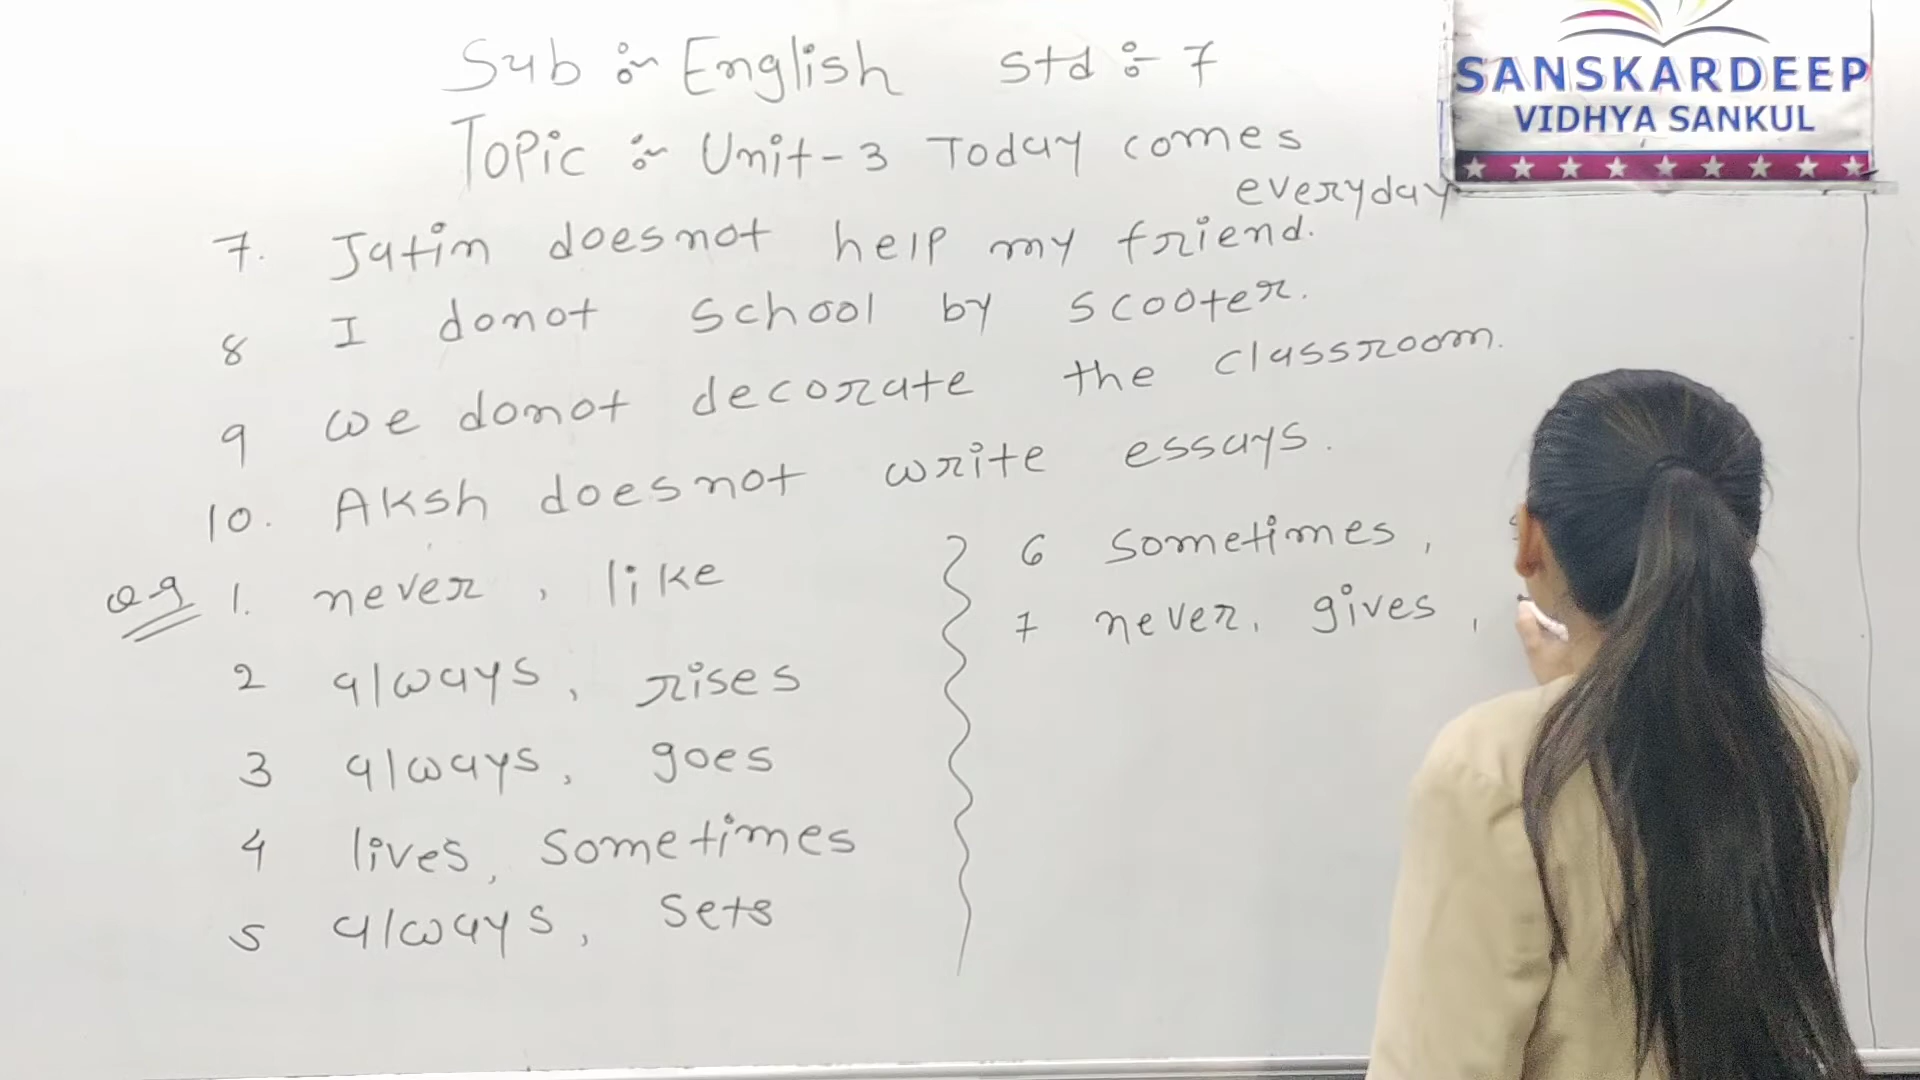 Sub :- English Std :- 7
Topic :- Unit-3 Today comes
everyday
SANSKARDEEP
VIDHYA SANKUL
7. Jatin doesnot help my friend.
8 I donot school by scooter.
9 we donot decorate the classroom.
10. Aksh doesnot write essays.
Q9 1. never, like
2 always, rises
3 always, goes
4 lives, sometimes
5 always, sets
6 sometimes,
7 never, gives,